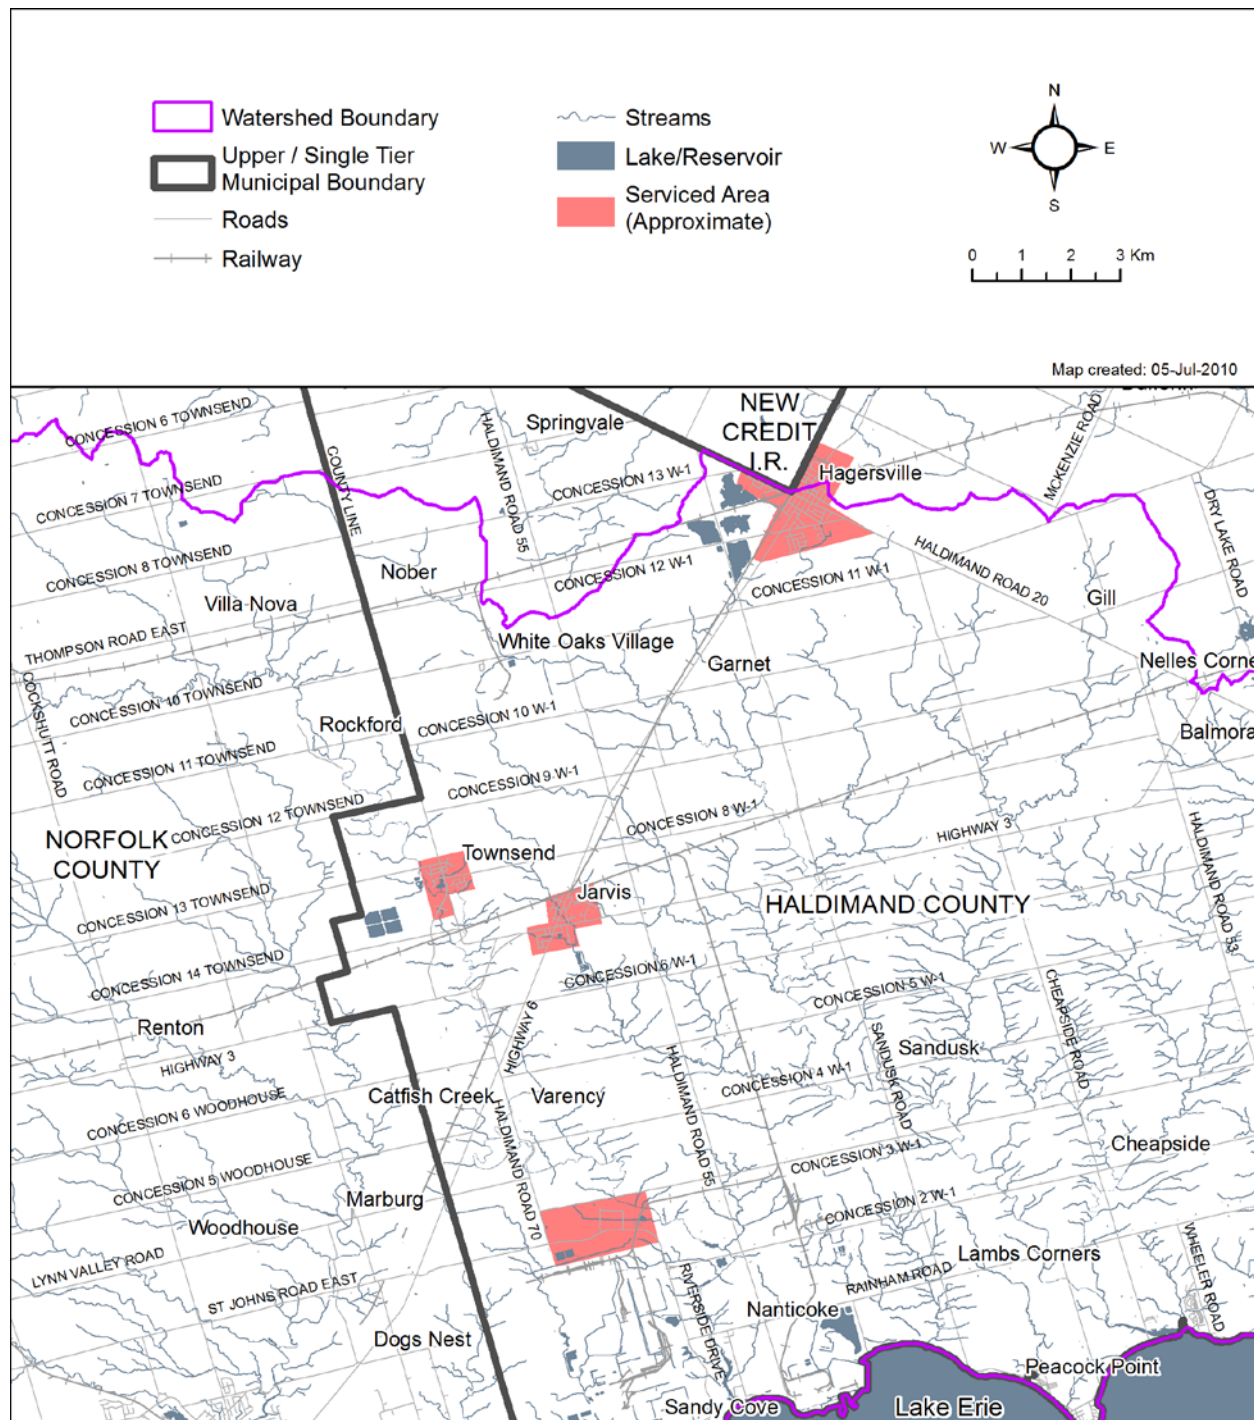 Watershed Boundary
Upper / Single Tier
Municipal Boundary
Roads
Railway
Streams
Lake/Reservoir
Serviced Area
(Approximate)
N
W E
S
0 1 2 3 Km
Map created: 05-Jul-2010
CONCESSION 6 TOWNSEND
Springvale
NEW
CREDIT
I.R.
MCKENZIE ROAD
HALDIMAND ROAD 55
COUNTY LINE
CONCESSION 7 TOWNSEND
CONCESSION 13 W-1
Hagersville
DRY LAKE ROAD
CONCESSION 8 TOWNSEND
Nober
CONCESSION 12 W-1
CONCESSION 11 W-1
HALDIMAND ROAD 20
Gill
Villa Nova
THOMPSON ROAD EAST
White Oaks Village
Garnet
Nelles Corne
COCKSHUTT ROAD
CONCESSION 10 TOWNSEND
Rockford
CONCESSION 10 W-1
Balmora
CONCESSION 11 TOWNSEND
CONCESSION 9 W-1
CONCESSION 12 TOWNSEND
CONCESSION 8 W-1
HIGHWAY 3
HALDIMAND ROAD 53
NORFOLK
COUNTY
Townsend
Jarvis
HALDIMAND COUNTY
CONCESSION 13 TOWNSEND
CONCESSION 14 TOWNSEND
CONCESSION 6 W-1
CONCESSION 5 W-1
CHEAPSIDE ROAD
Renton
HIGHWAY 3
HIGHWAY 6
SANDUSK ROAD
Sandusk
HALDIMAND ROAD 55
CONCESSION 4 W-1
Catfish Creek
Varency
CONCESSION 6 WOODHOUSE
HALDIMAND ROAD 70
Cheapside
CONCESSION 3 W-1
CONCESSION 5 WOODHOUSE
Marburg
CONCESSION 2 W-1
Woodhouse
WHEELER ROAD
Lambs Corners
LYNN VALLEY ROAD
RAINHAM ROAD
ST JOHNS ROAD EAST
RIVERSIDE DRIVE
Nanticoke
Dogs Nest
Peacock Point
Sandy Cove
Lake Erie